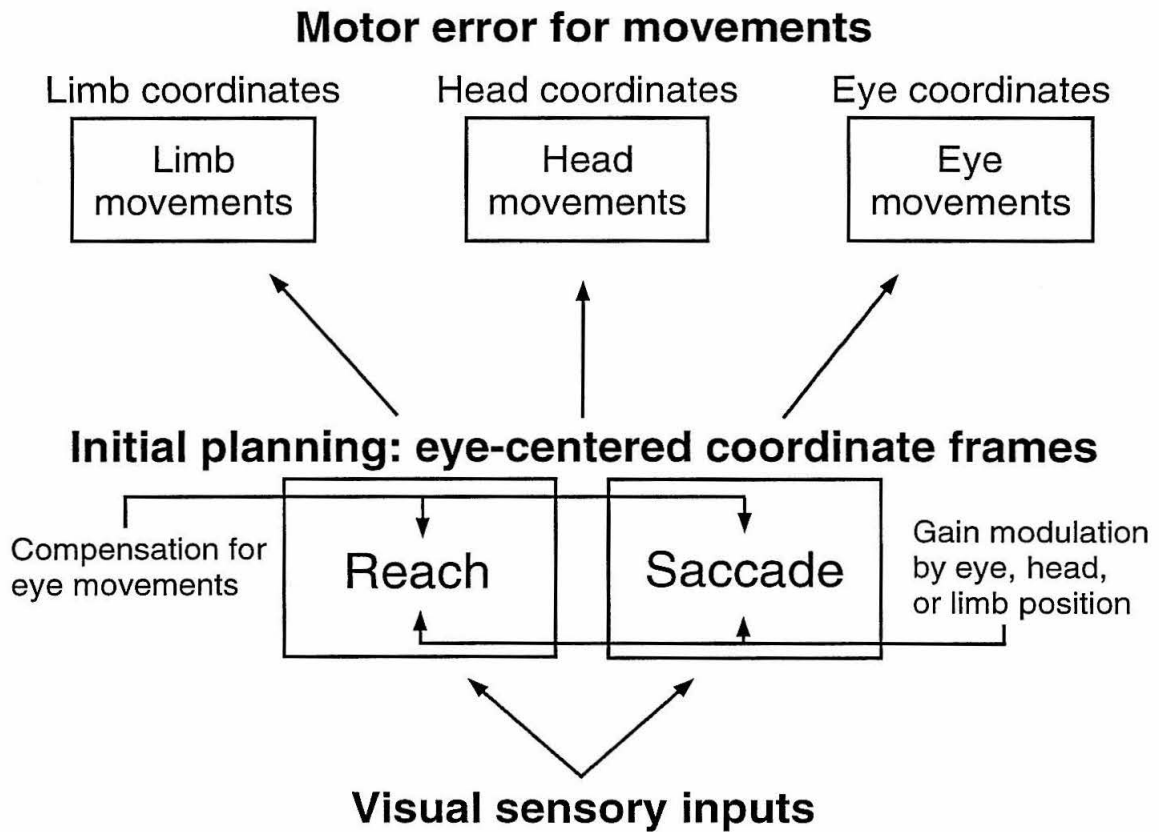 Motor error for movements
Limb coordinates
Head coordinates
Eye coordinates
Limb
movements
Head
movements
Eye
movements
Initial planning: eye-centered coordinate frames
Compensation for
eye movements
Reach
Saccade
Gain modulation
by eye, head,
or limb position
Visual sensory inputs